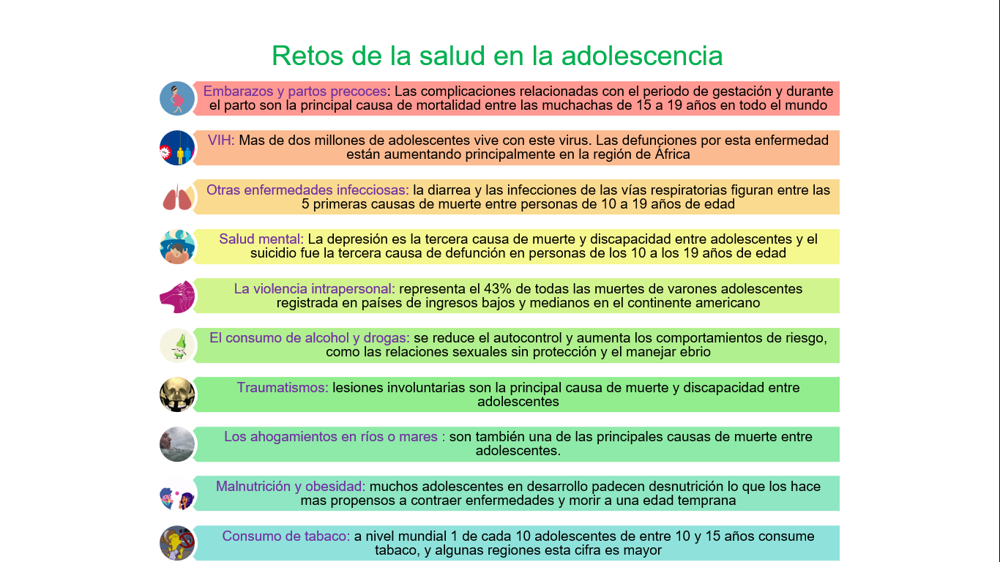 Retos de la salud en la adolescencia
Embarazos y partos precoces: Las complicaciones relacionadas con el periodo de gestación y durante
el parto son la principal causa de mortalidad entre las muchachas de 15 a 19 años en todo el mundo
VIH: Mas de dos millones de adolescentes vive con este virus. Las defunciones por esta enfermedad
están aumentando principalmente en la región de África
Otras enfermedades infecciosas: la diarrea y las infecciones de las vías respiratorias figuran entre las
5 primeras causas de muerte entre personas de 10 a 19 años de edad
Salud mental: La depresión es la tercera causa de muerte y discapacidad entre adolescentes y el
suicidio fue la tercera causa de defunción en personas de los 10 a los 19 años de edad
La violencia intrapersonal: representa el 43% de todas las muertes de varones adolescentes
registrada en países de ingresos bajos y medianos en el continente americano
El consumo de alcohol y drogas: se reduce el autocontrol y aumenta los comportamientos de riesgo,
como las relaciones sexuales sin protección y el manejar ebrio
Traumatismos: lesiones involuntarias son la principal causa de muerte y discapacidad entre
adolescentes
Los ahogamientos en ríos o mares : son también una de las principales causas de muerte entre
adolescentes.
Malnutrición y obesidad: muchos adolescentes en desarrollo padecen desnutrición lo que los hace
mas propensos a contraer enfermedades y morir a una edad temprana
Consumo de tabaco: a nivel mundial 1 de cada 10 adolescentes de entre 10 y 15 años consume
tabaco, y algunas regiones esta cifra es mayor